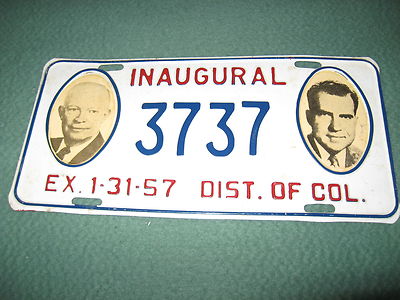 INAUGURAL
3737
EX. 1-31-57 DIST. OF COL.